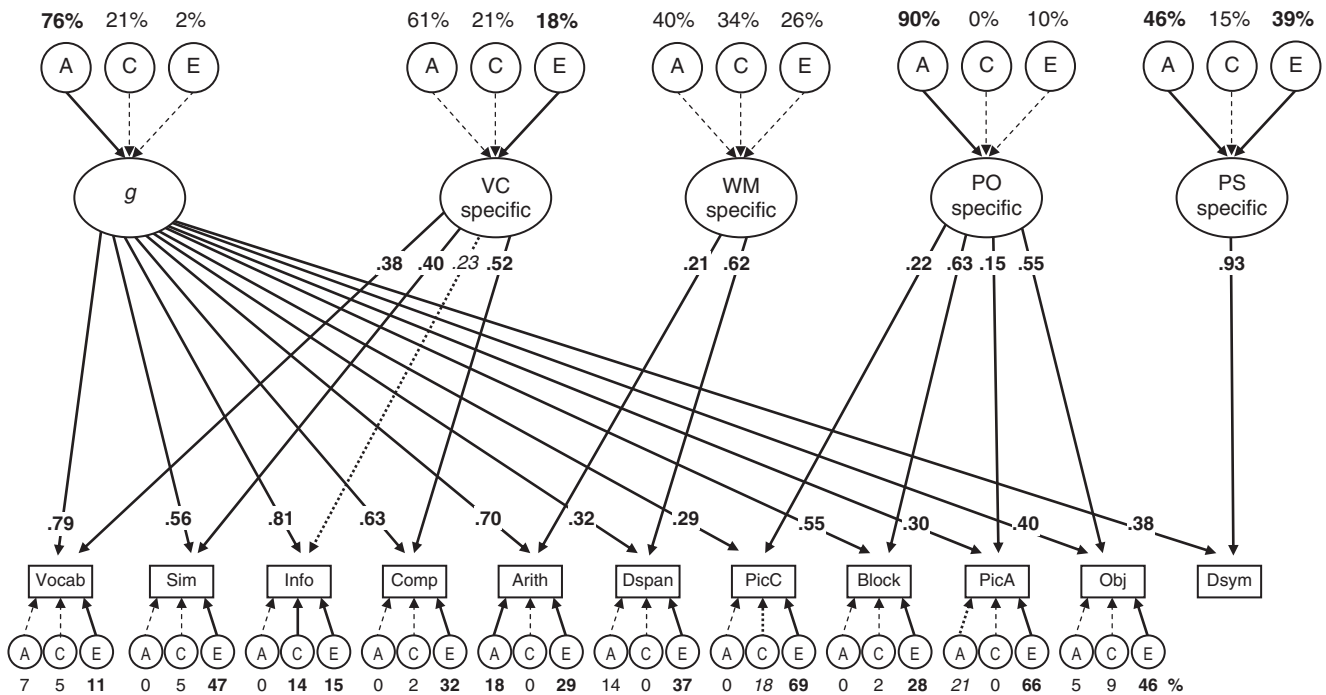 76% 21% 2% 61% 21% 18% 40% 34% 26% 90% 0% 10% 46% 15% 39%
A C E A C E A C E A C E A C E
g VC specific WM specific PO specific PS specific
.38 .40 .23 .52 .21 .62 .22 .63 .15 .55 .93
.79 .56 .81 .63 .70 .32 .29 .55 .30 .40 .38
Vocab Sim Info Comp Arith Dspan PicC Block PicA Obj Dsym
A C E A C E A C E A C E A C E A C E A C E A C E A C E A C E
7 5 11 0 5 47 0 14 15 0 2 32 18 0 29 14 0 37 0 18 69 0 2 28 21 0 66 5 9 46 %